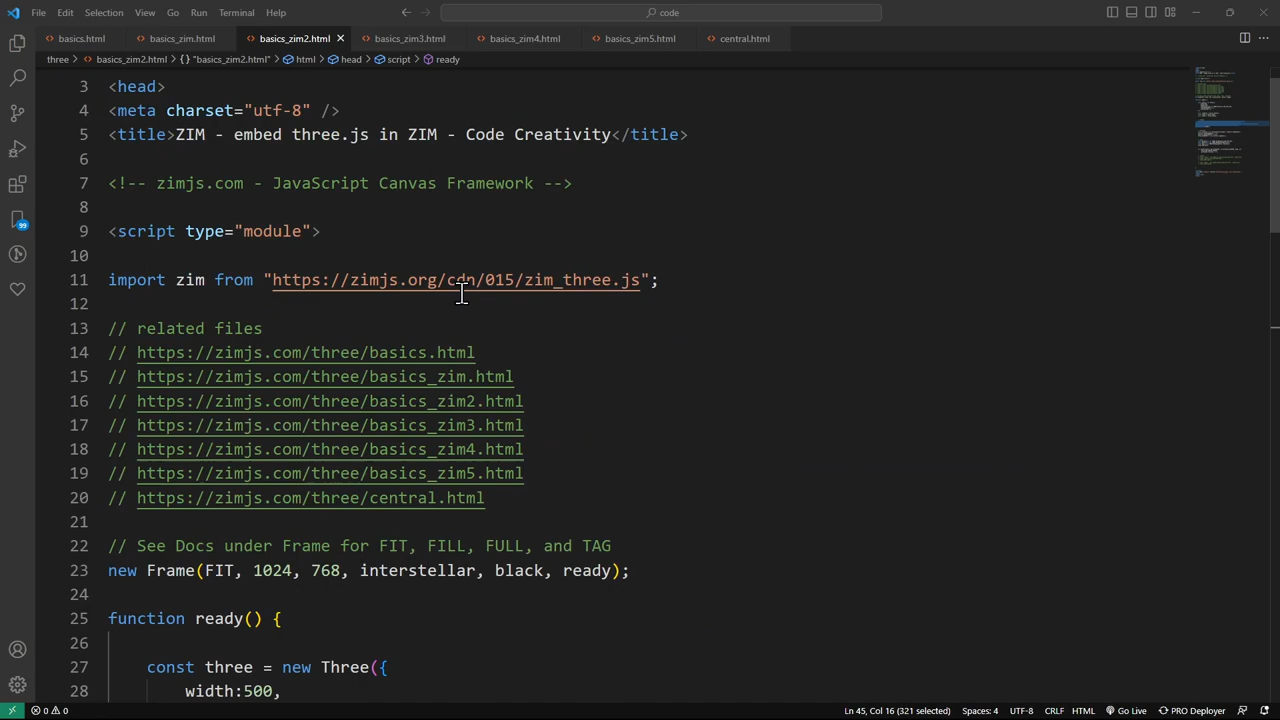 File Edit Selection View Go Run Terminal Help code
basics.html basics_zim.html basics_zim2.html basics_zim3.html basics_zim4.html basics_zim5.html central.html
three > basics_zim2.html > {} "basics_zim2.html" > html > head > script > ready
3 <head>
4 <meta charset="utf-8" />
5 <title>ZIM - embed three.js in ZIM - Code Creativity</title>
6
7 <!-- zimjs.com - JavaScript Canvas Framework -->
8
9 <script type="module">
10
11 import zim from "https://zimjs.org/cdn/015/zim_three.js";
12
13 // related files
14 // https://zimjs.com/three/basics.html
15 // https://zimjs.com/three/basics_zim.html
16 // https://zimjs.com/three/basics_zim2.html
17 // https://zimjs.com/three/basics_zim3.html
18 // https://zimjs.com/three/basics_zim4.html
19 // https://zimjs.com/three/basics_zim5.html
20 // https://zimjs.com/three/central.html
21
22 // See Docs under Frame for FIT, FILL, FULL, and TAG
23 new Frame(FIT, 1024, 768, interstellar, black, ready);
24
25 function ready() {
26
27 const three = new Three({
28 width:500,
99
0 0 Ln 45, Col 16 (321 selected) Spaces: 4 UTF-8 CRLF HTML Go Live PRO Deployer